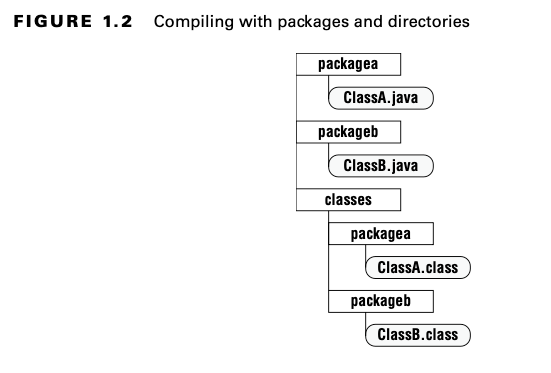 FIGURE 1.2 Compiling with packages and directories
packagea
ClassA.java
packageb
ClassB.java
classes
packagea
ClassA.class
packageb
ClassB.class